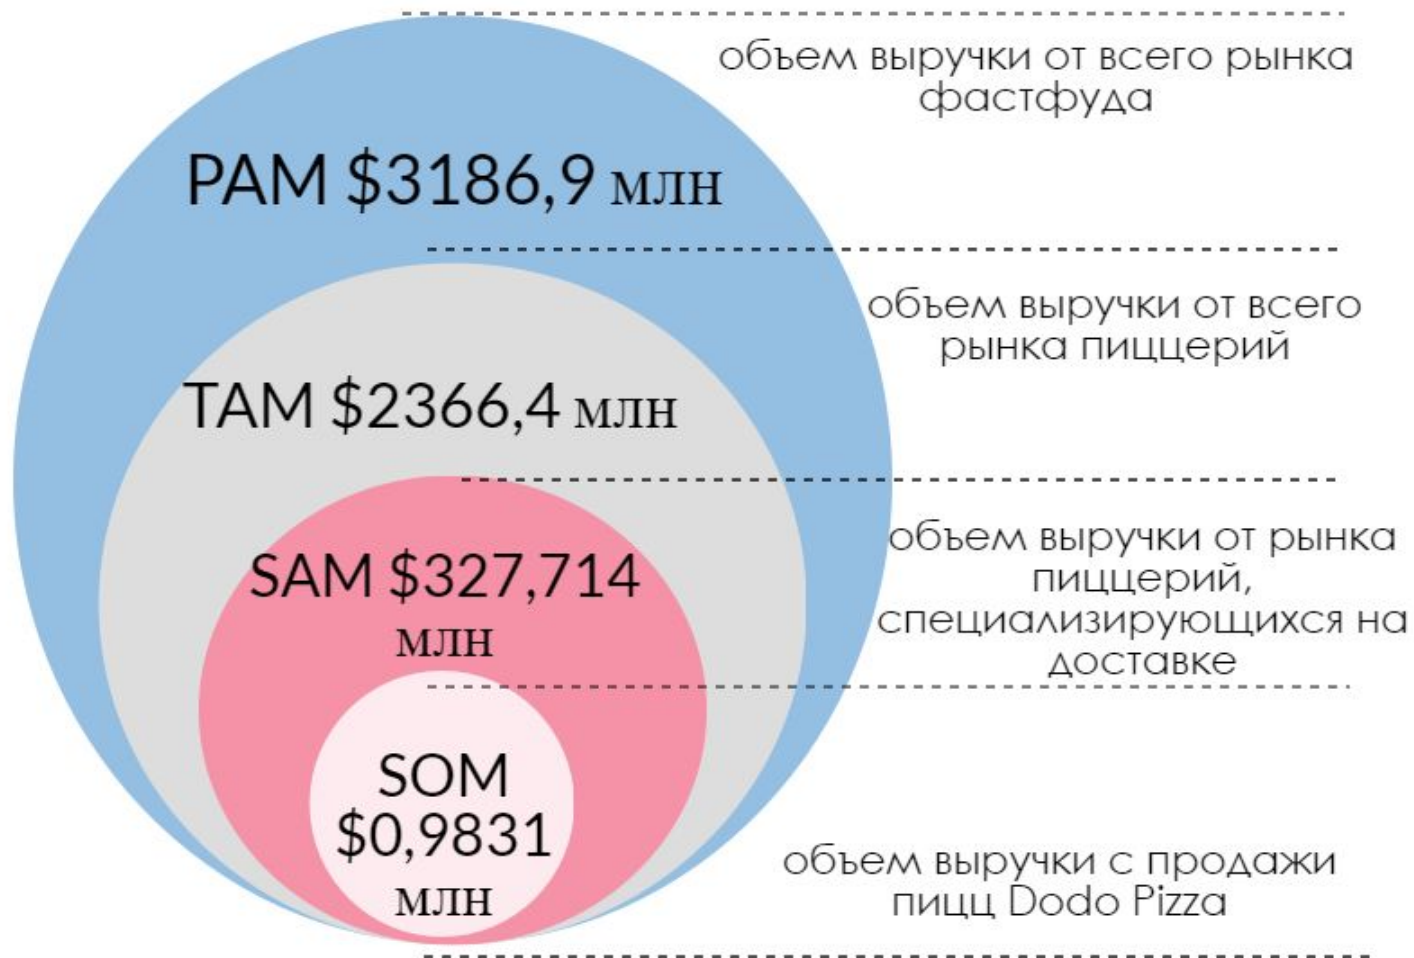 объем выручки от всего рынка
фастфуда
PAM $3186,9 млн
объем выручки от всего
рынка пиццерий
TAM $2366,4 млн
объем выручки от рынка
пиццерий,
специализирующихся на
доставке
SAM $327,714
млн
SOM
$0,9831
млн
объем выручки с продажи
пицц Dodo Pizza